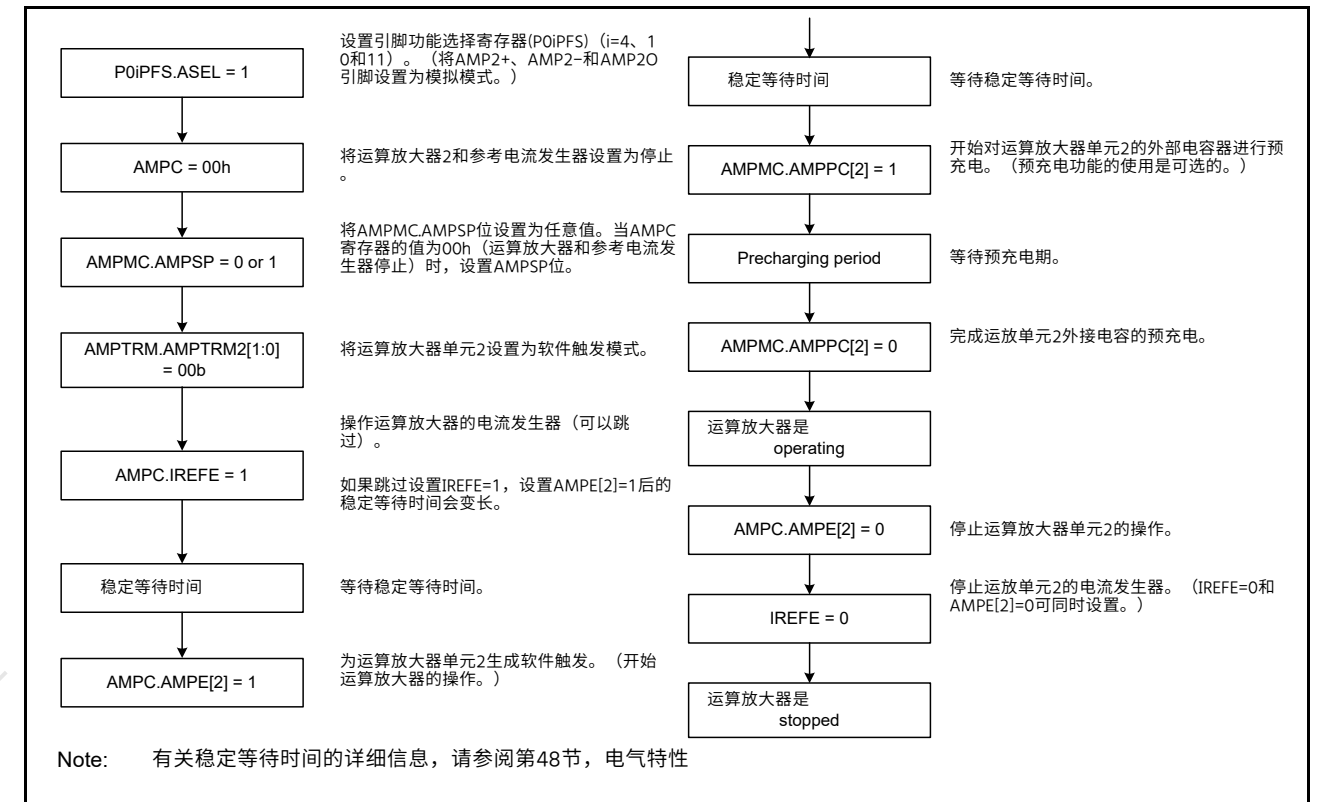 P0iPFS.ASEL = 1
设置引脚功能选择寄存器(P0iPFS)（i=4、1
0和11）。（将AMP2+、AMP2-和AMP2O
引脚设置为模拟模式。）
AMPC = 00h
将运算放大器2和参考电流发生器设置为停止
。
AMPMC.AMPSP = 0 or 1
将AMPMC.AMPSP位设置为任意值。当AMPC
寄存器的值为00h（运算放大器和参考电流发
生器停止）时，设置AMPSP位。
AMPTRM.AMPTRM2[1:0]
= 00b
将运算放大器单元2设置为软件触发模式。
AMPC.IREFE = 1
操作运算放大器的电流发生器（可以跳
过）。
如果跳过设置IREFE=1，设置AMPE[2]=1后的
稳定等待时间会变长。
稳定等待时间
等待稳定等待时间。
AMPC.AMPE[2] = 1
为运算放大器单元2生成软件触发。（开始
运算放大器的操作。）
稳定等待时间
等待稳定等待时间。
AMPMC.AMPPC[2] = 1
开始对运算放大器单元2的外部电容器进行预
充电。（预充电功能的使用是可选的。）
Precharging period
等待预充电期。
AMPMC.AMPPC[2] = 0
完成运放单元2外接电容的预充电。
运算放大器是
operating
AMPC.AMPE[2] = 0
停止运算放大器单元2的操作。
IREFE = 0
停止运放单元2的电流发生器。（IREFE=0和
AMPE[2]=0可同时设置。）
运算放大器是
stopped
Note: 有关稳定等待时间的详细信息，请参阅第48节，电气特性